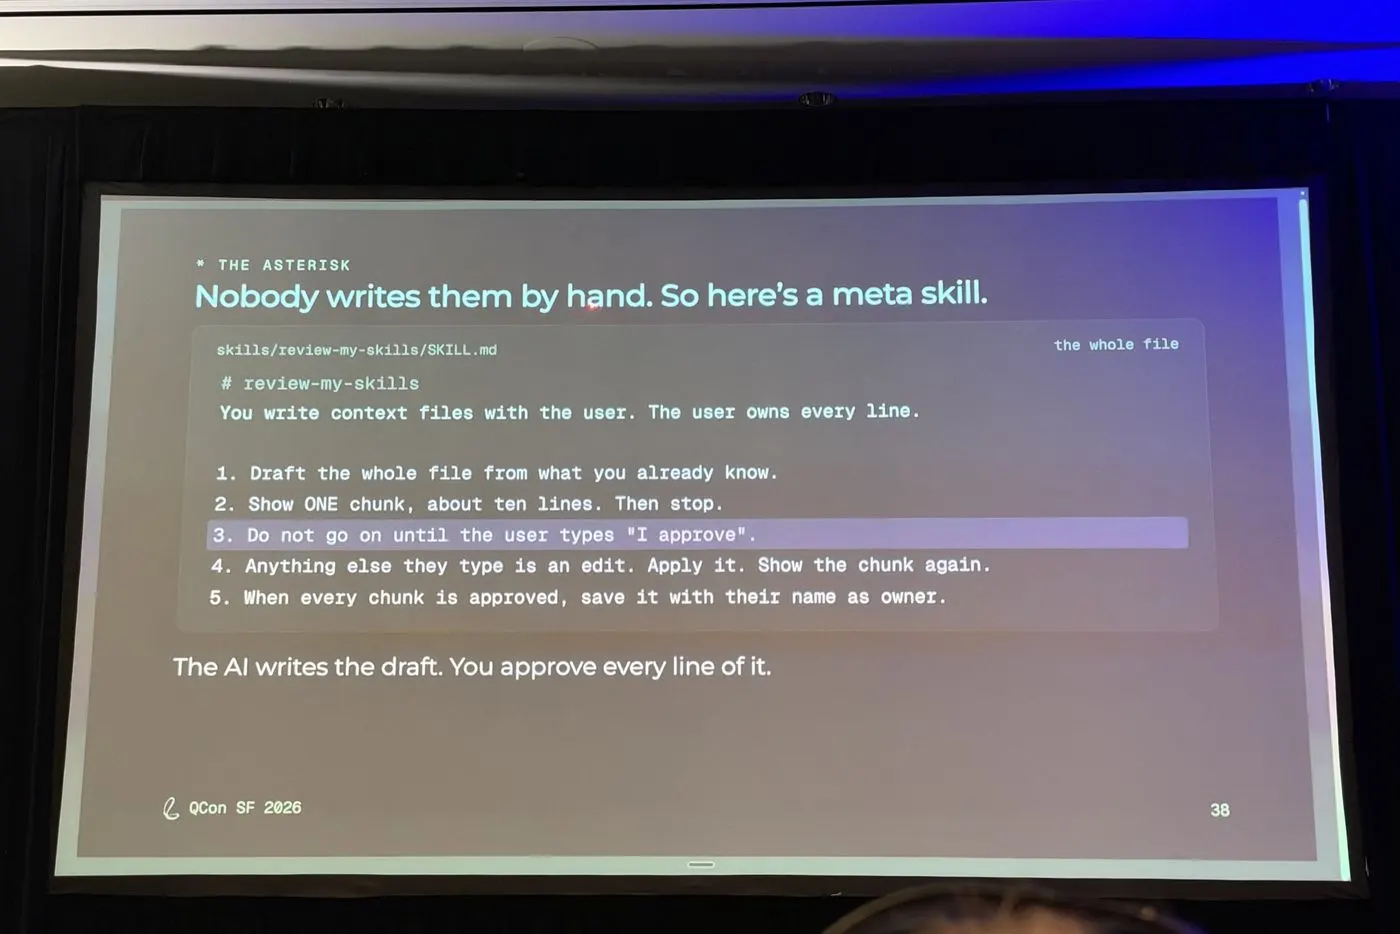 * THE ASTERISK
Nobody writes them by hand. So here's a meta skill.
skills/review-my-skills/SKILL.md
the whole file
# review-my-skills
You write context files with the user. The user owns every line.
1. Draft the whole file from what you already know.
2. Show ONE chunk, about ten lines. Then stop.
3. Do not go on until the user types "I approve".
4. Anything else they type is an edit. Apply it. Show the chunk again.
5. When every chunk is approved, save it with their name as owner.
The AI writes the draft. You approve every line of it.
QCon SF 2026
38